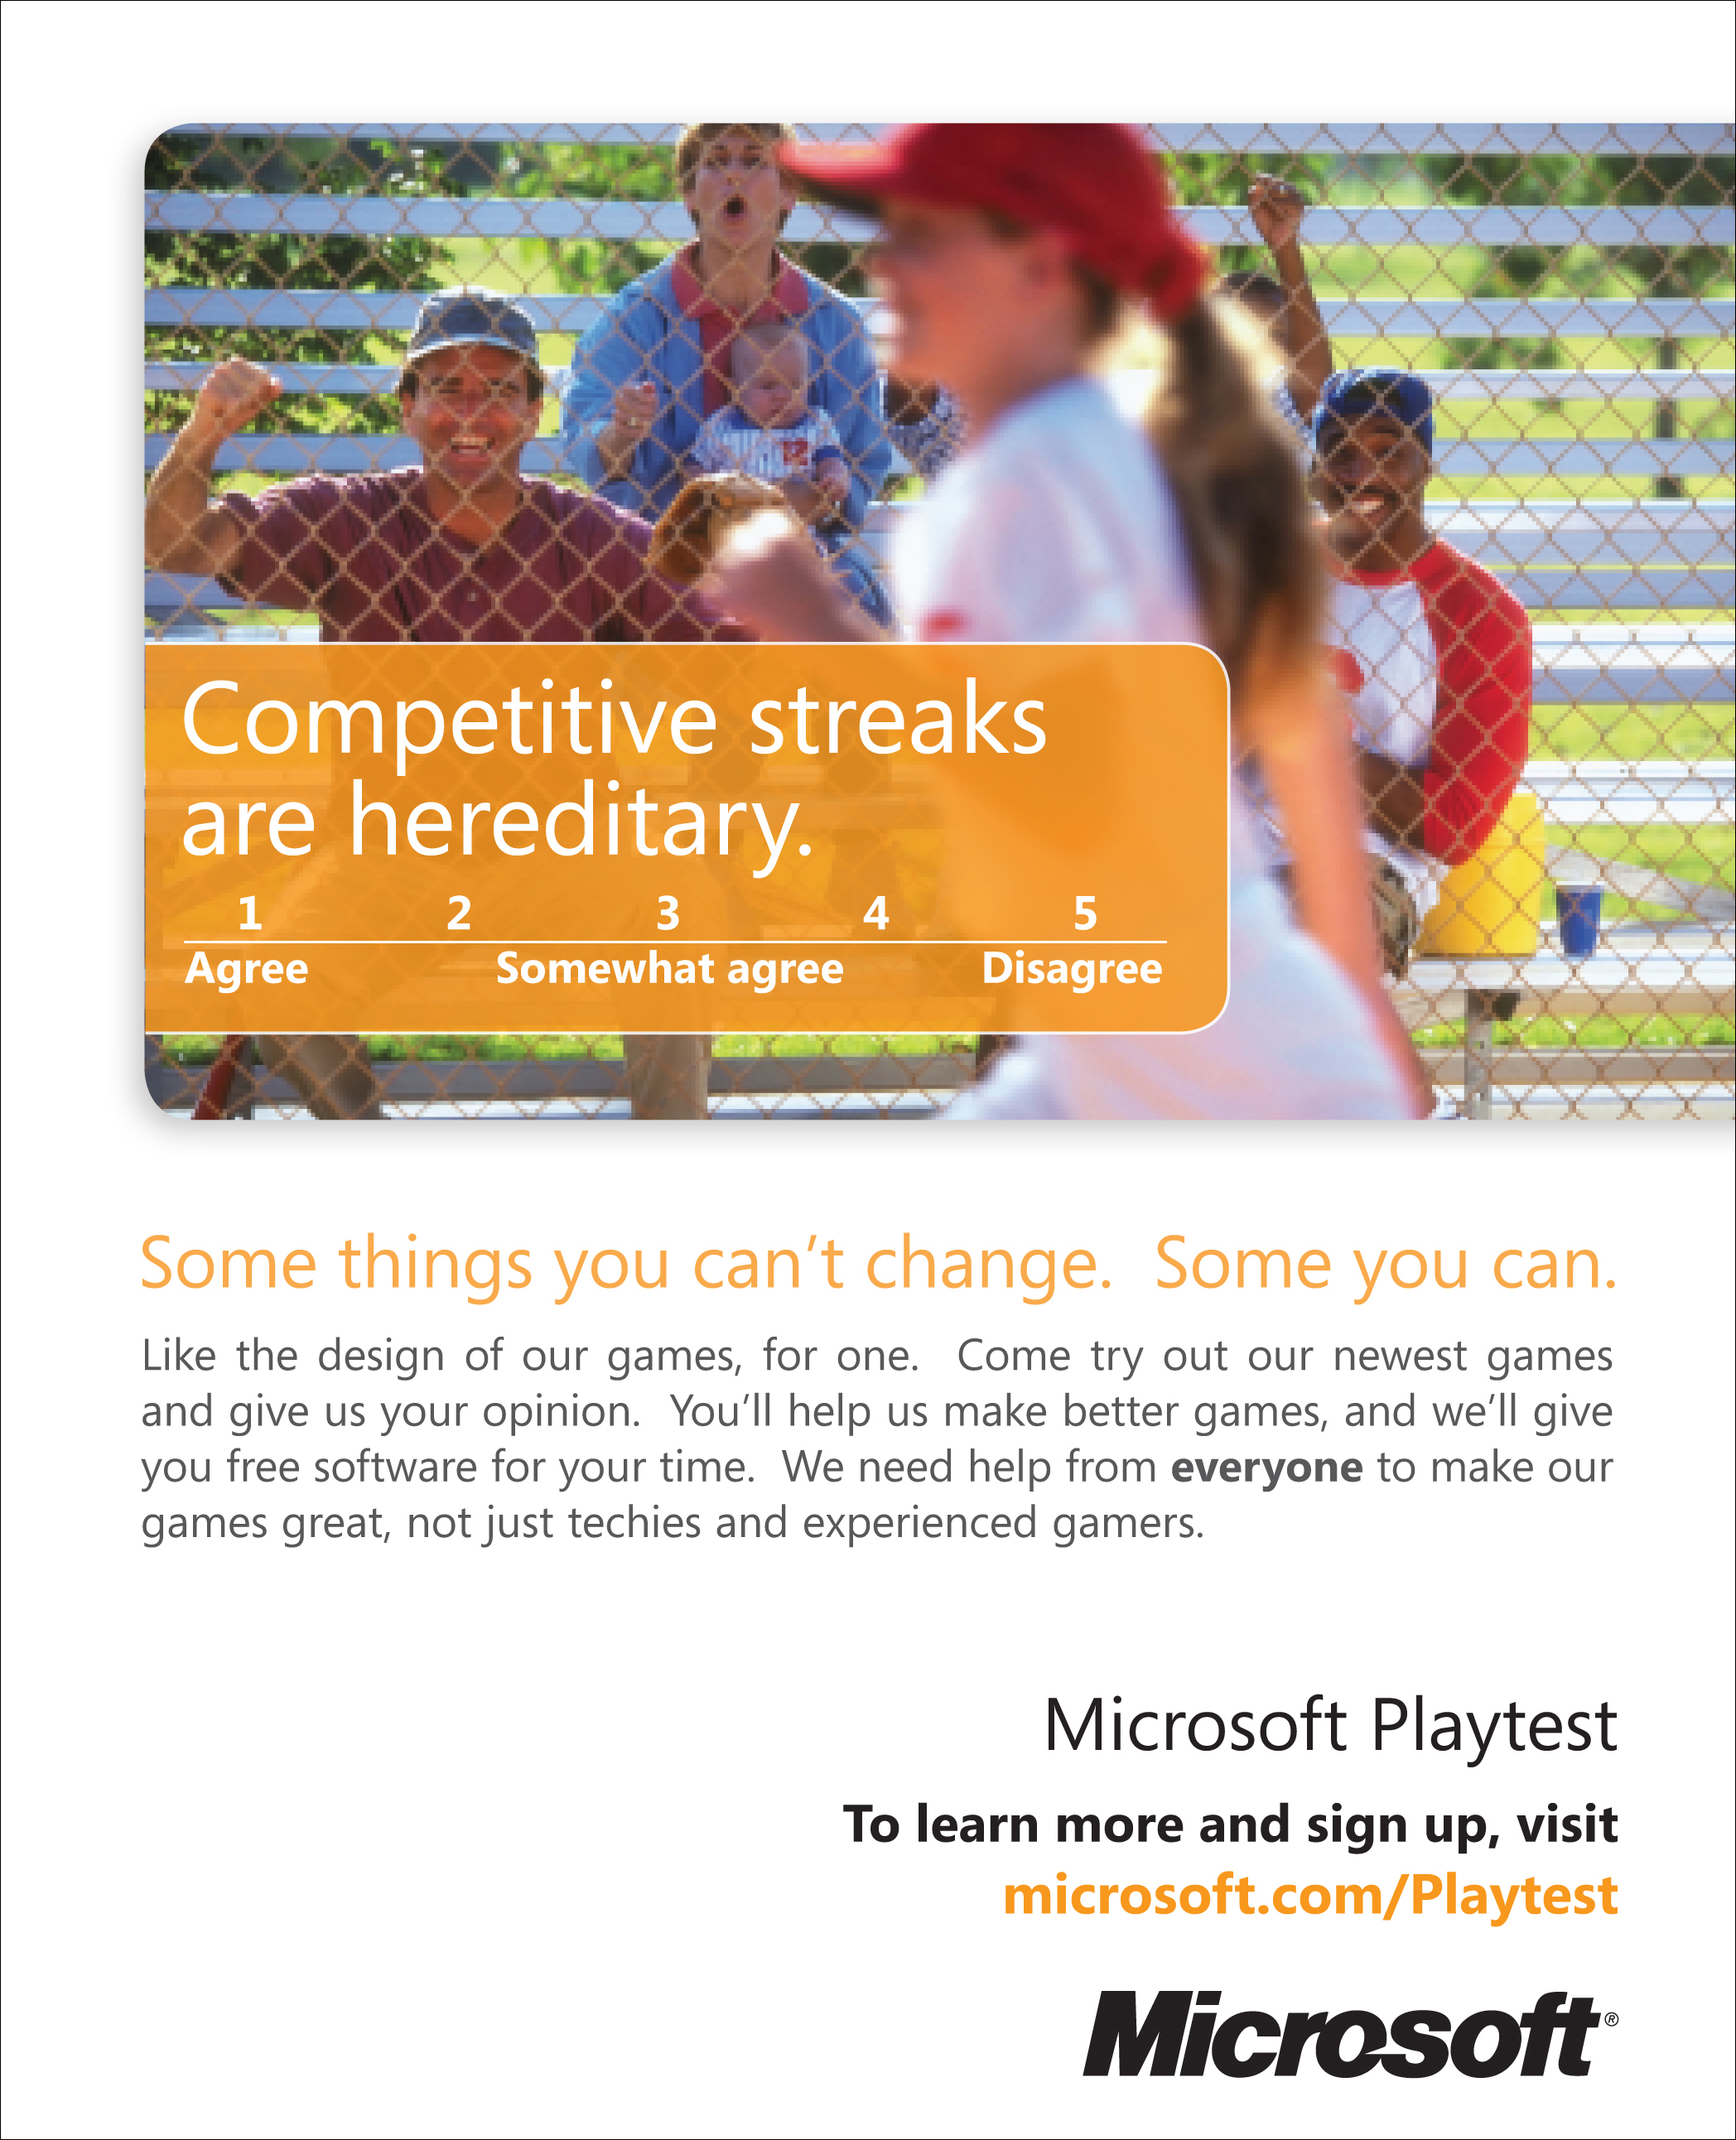 Competitive streaks
are hereditary.
1 2 3 4 5
Agree Somewhat agree Disagree
Some things you can't change.  Some you can.
Like the design of our games, for one.  Come try out our newest games
and give us your opinion.  You'll help us make better games, and we'll give
you free software for your time.  We need help from everyone to make our
games great, not just techies and experienced gamers.
Microsoft Playtest
To learn more and sign up, visit
microsoft.com/Playtest
Microsoft®